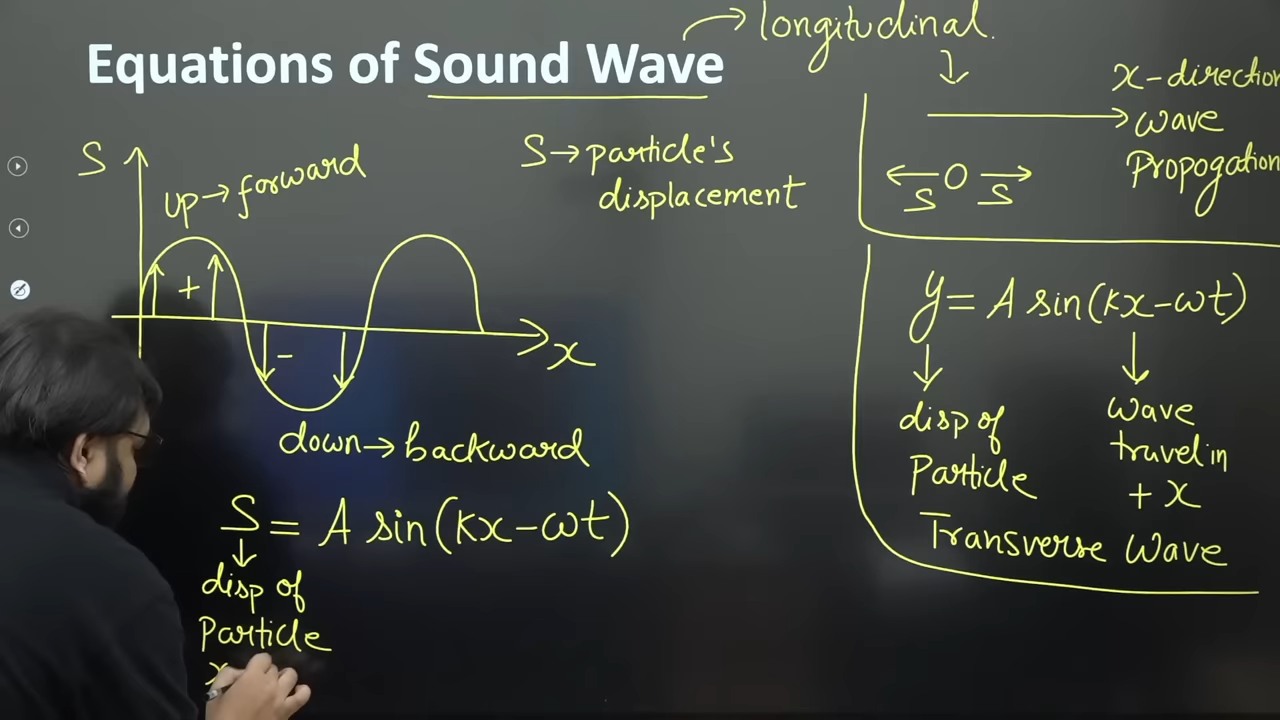 Equations of Sound Wave
→ longitudinal.
↓
S
up → forward
+
-
x
down → backward
S → particle's
displacement
x-direction
wave
Propogation
← O →
S S
y = A sin(kx-ωt)
↓ ↓
disp of
Particle
wave
travel in
+ x
Transverse Wave
S = A sin(kx-ωt)
↓
disp of
Particle